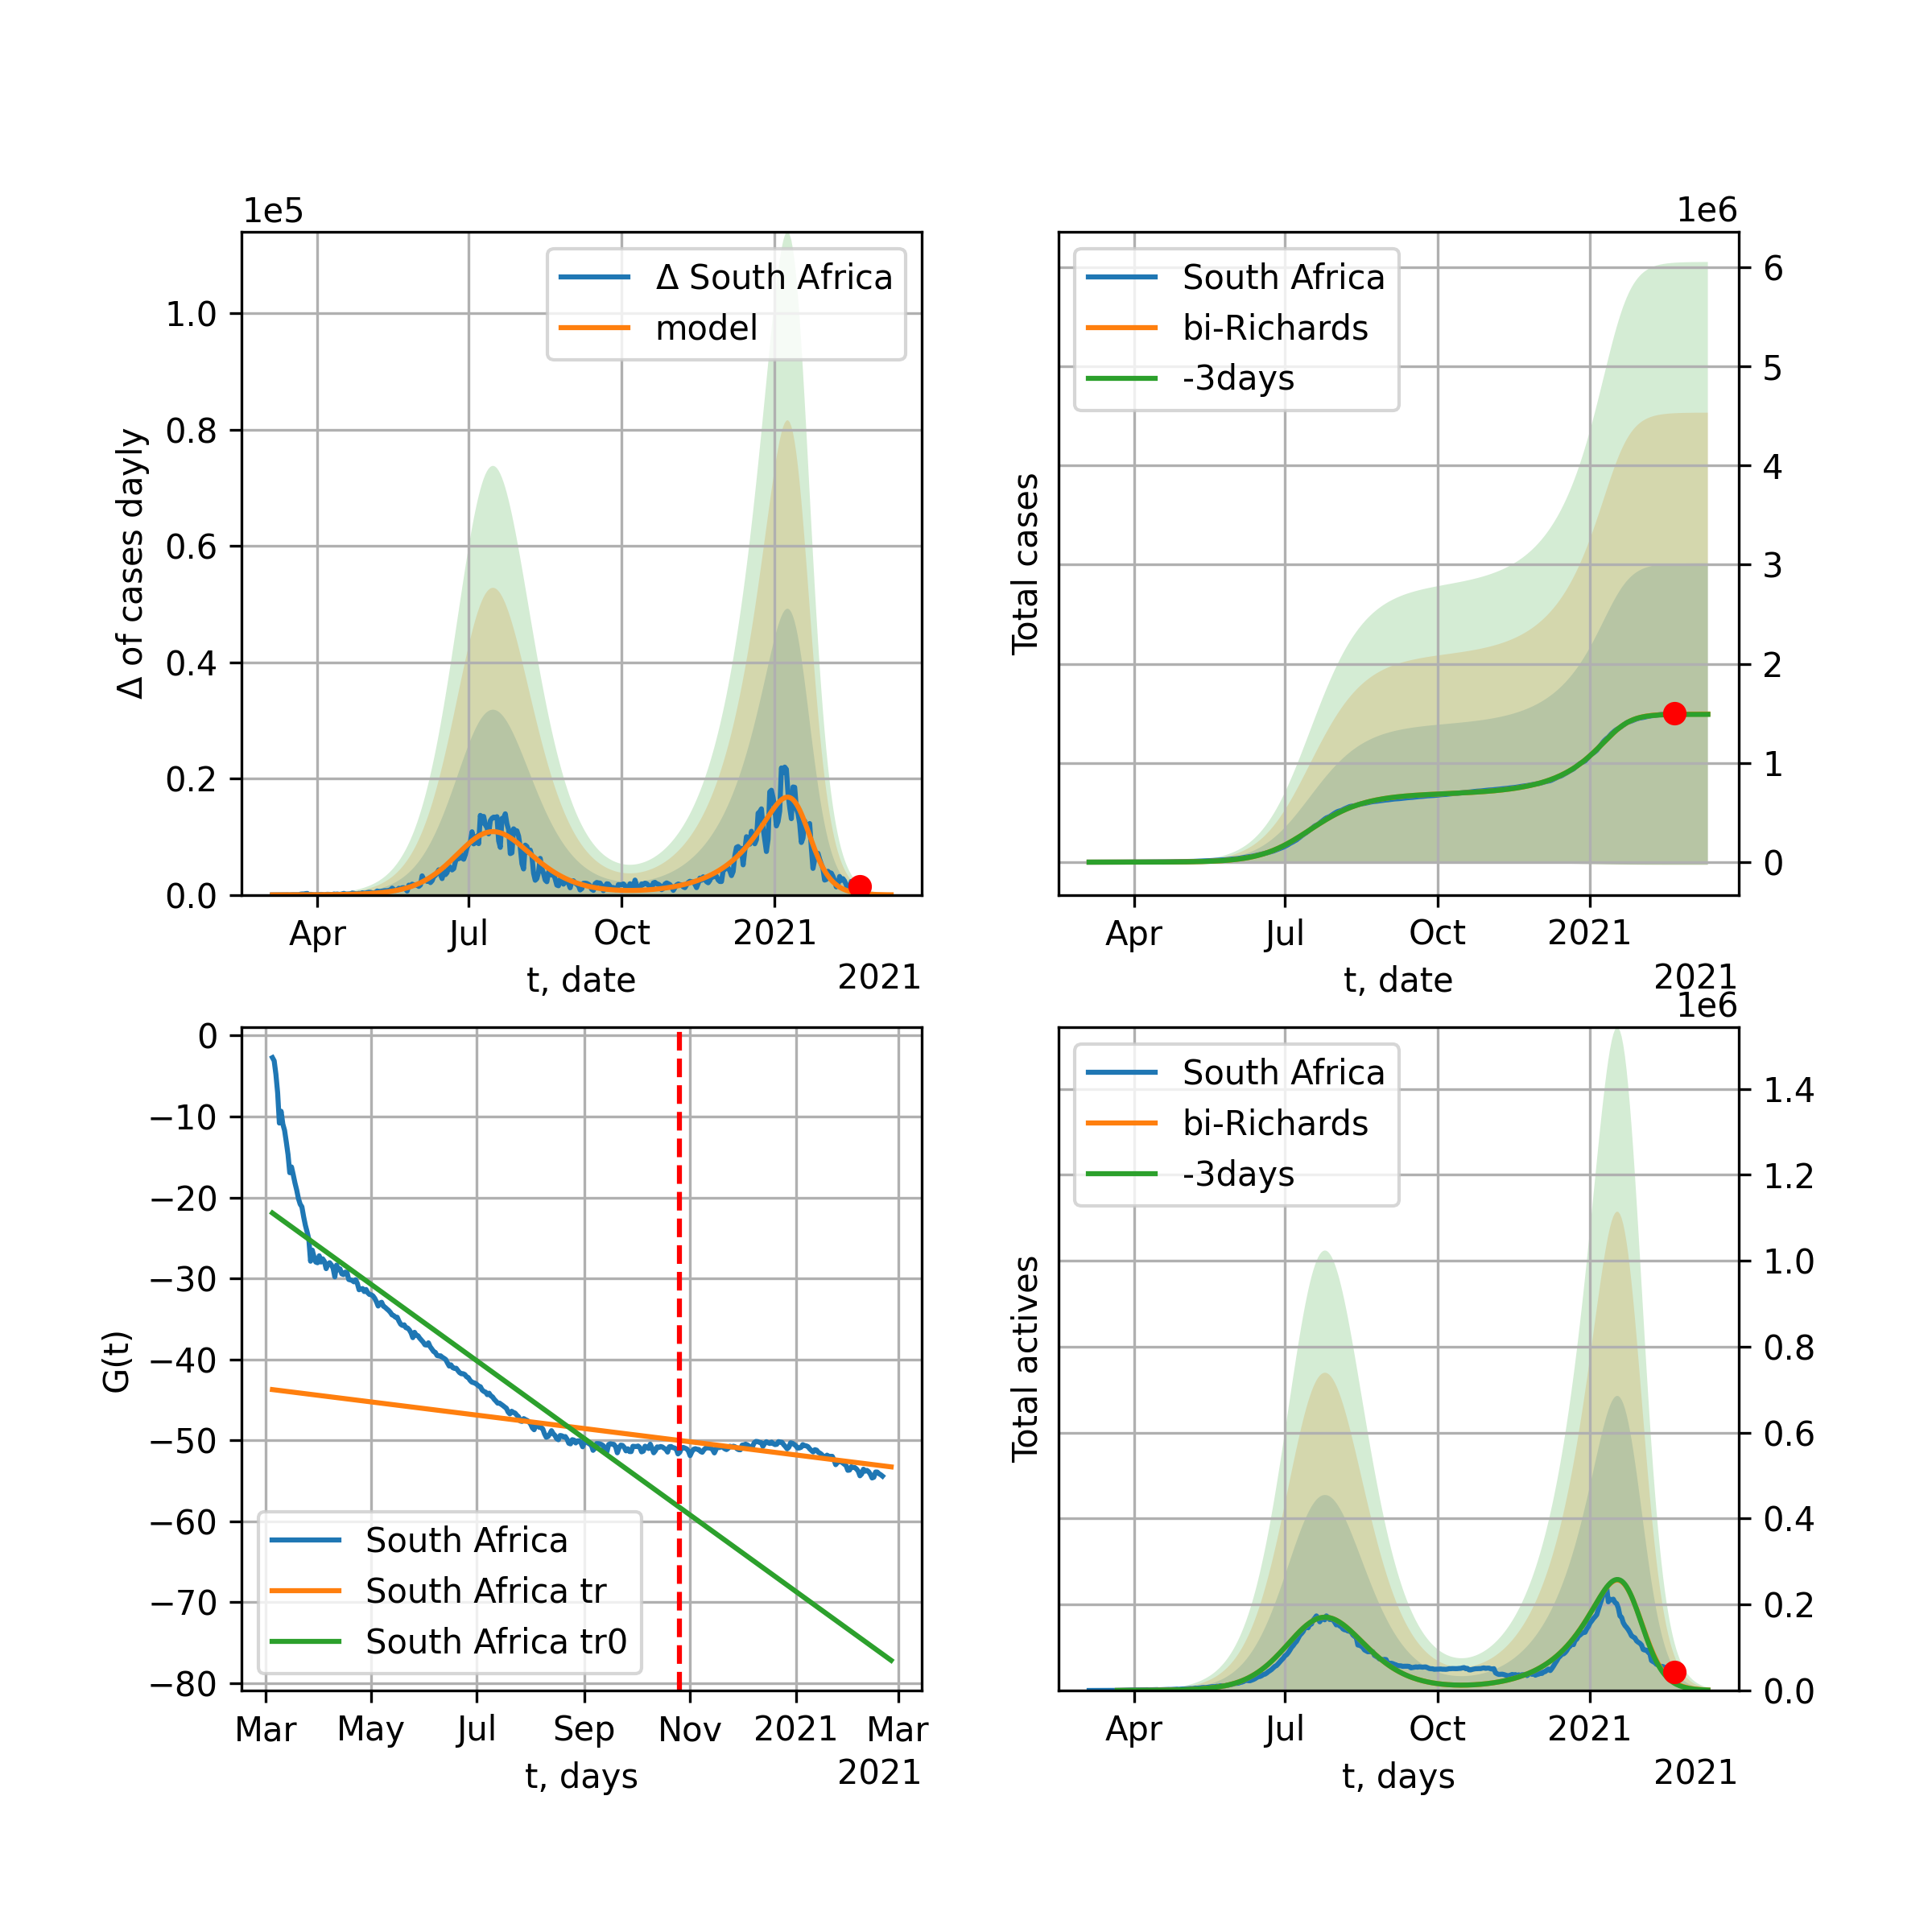 1e5
Δ South Africa
model
1.0
0.8
0.6
0.4
0.2
0.0
Δ of cases dayly
Apr
Jul
Oct
2021
t, date
2021
1e6
South Africa
bi-Richards
-3days
6
5
4
3
2
1
0
Total cases
Apr
Jul
Oct
2021
t, date
2021
0
−10
−20
−30
−40
−50
−60
−70
−80
G(t)
South Africa
South Africa tr
South Africa tr0
Mar
May
Jul
Sep
Nov
2021
Mar
t, days
2021
1e6
South Africa
bi-Richards
-3days
1.4
1.2
1.0
0.8
0.6
0.4
0.2
0.0
Total actives
Apr
Jul
Oct
2021
t, days
2021